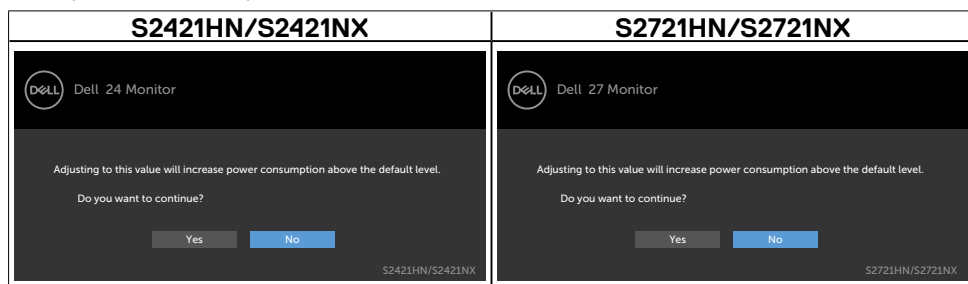 S2421HN/S2421NX
S2721HN/S2721NX
DELL Dell 24 Monitor
Adjusting to this value will increase power consumption above the default level.
Do you want to continue?
Yes No
S2421HN/S2421NX
DELL Dell 27 Monitor
Adjusting to this value will increase power consumption above the default level.
Do you want to continue?
Yes No
S2721HN/S2721NX